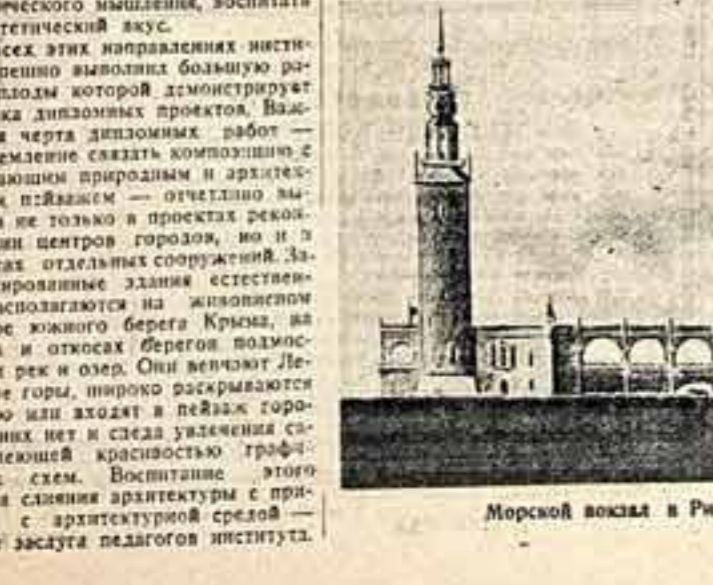 ического мышления, воспитать
тетический вкус.
сех этих направлениях инсти-
пешно выполнил большую ра-
плоды которой демонстрирует
ка дипломных проектов. Важ-
я черта дипломных работ —
емление связать композицию с
ающим природным и архитек-
м пейзажем — отчетливо вы-
а не только в проектах рекон-
ии центров городов, но и в
тах отдельных сооружений. За-
ированные здания естествен-
асполагаются на живописном
ре южного берега Крыма, на
х и откосах берегов подмос-
х рек и озер. Они венчают Ле-
е горы, широко раскрываются
ю или входят в пейзаж горо-
них нет и следа увлечения са-
леющей красивостью графи-
х схем. Воспитание этого
а слияния архитектуры с при-
с архитектурной средой —
заслуга педагогов института.
Морской вокзал в Ри